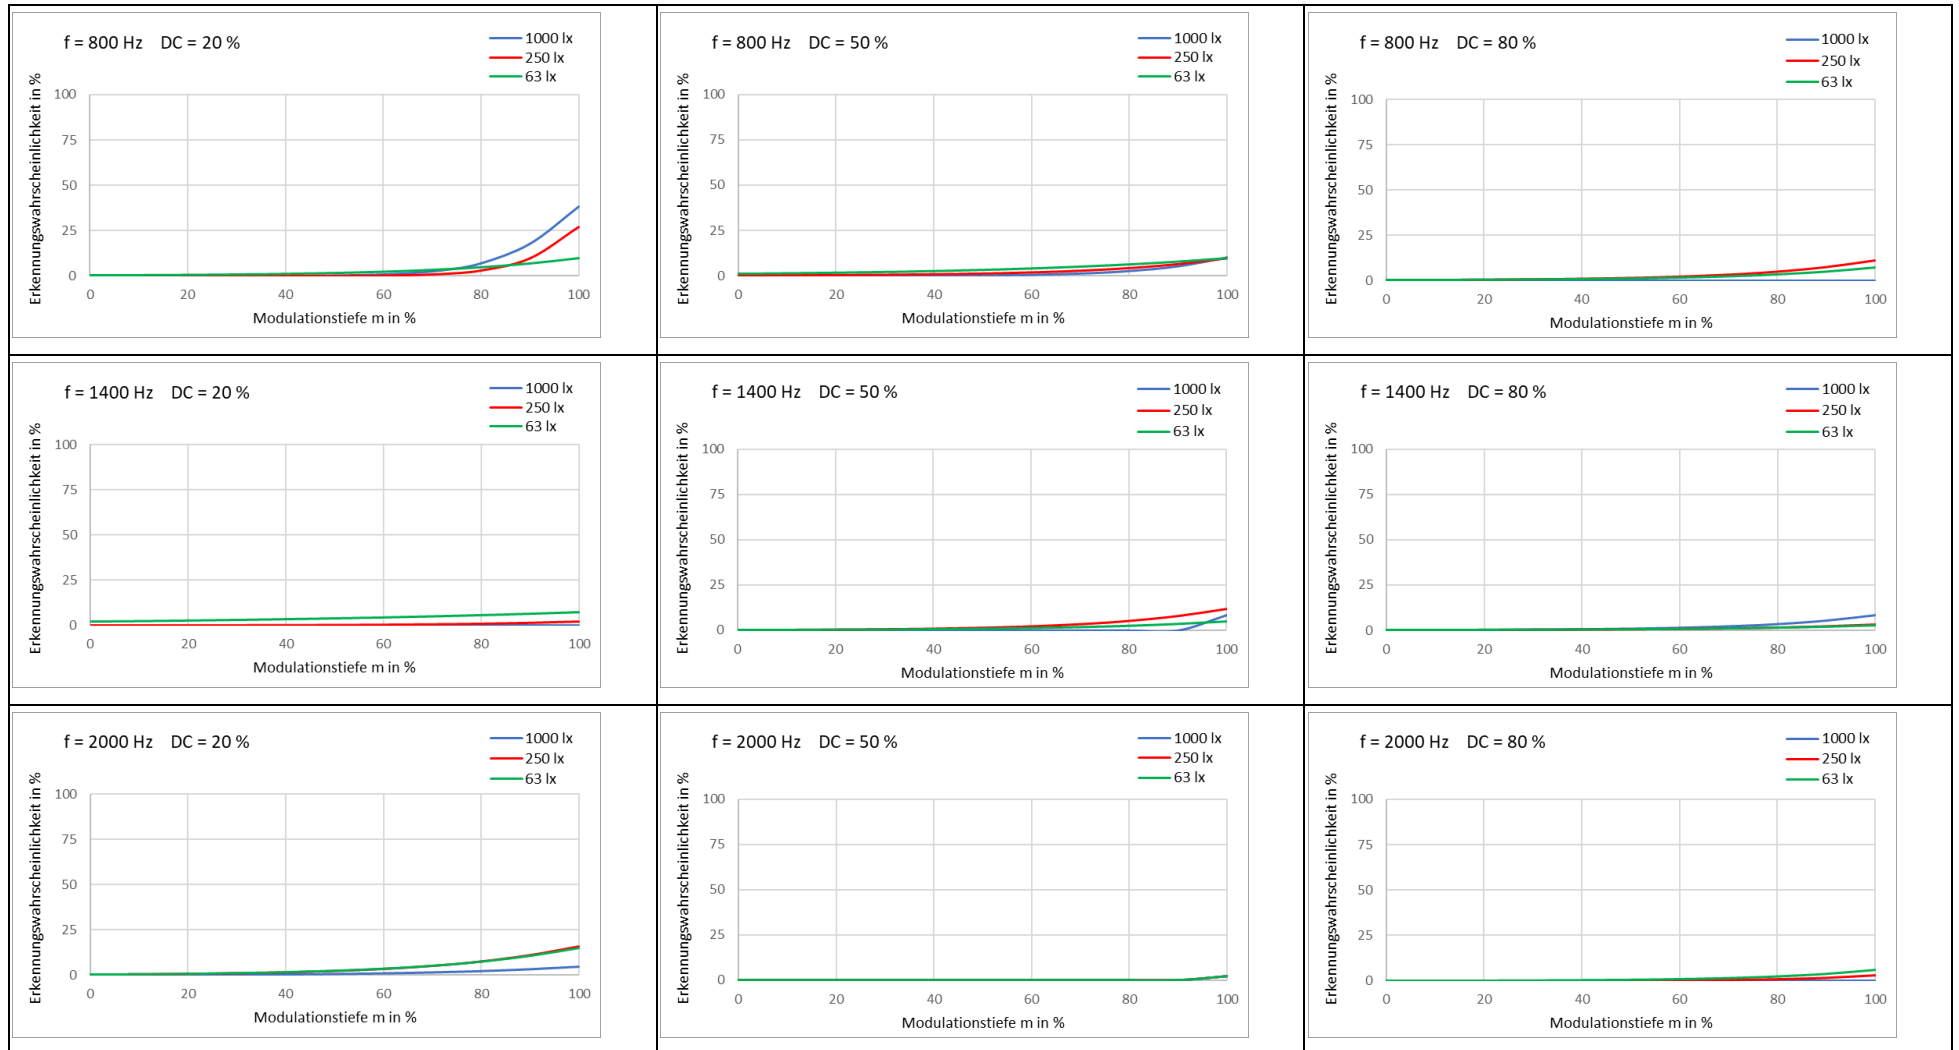 f = 800 Hz DC = 20 %
1000 lx
250 lx
63 lx
Erkennungswahrscheinlichkeit in %
100
75
50
25
0
0 20 40 60 80 100
Modulationstiefe m in %
f = 800 Hz DC = 50 %
1000 lx
250 lx
63 lx
Erkennungswahrscheinlichkeit in %
100
75
50
25
0
0 20 40 60 80 100
Modulationstiefe m in %
f = 800 Hz DC = 80 %
1000 lx
250 lx
63 lx
Erkennungswahrscheinlichkeit in %
100
75
50
25
0
0 20 40 60 80 100
Modulationstiefe m in %
f = 1400 Hz DC = 20 %
1000 lx
250 lx
63 lx
Erkennungswahrscheinlichkeit in %
100
75
50
25
0
0 20 40 60 80 100
Modulationstiefe m in %
f = 1400 Hz DC = 50 %
1000 lx
250 lx
63 lx
Erkennungswahrscheinlichkeit in %
100
75
50
25
0
0 20 40 60 80 100
Modulationstiefe m in %
f = 1400 Hz DC = 80 %
1000 lx
250 lx
63 lx
Erkennungswahrscheinlichkeit in %
100
75
50
25
0
0 20 40 60 80 100
Modulationstiefe m in %
f = 2000 Hz DC = 20 %
1000 lx
250 lx
63 lx
Erkennungswahrscheinlichkeit in %
100
75
50
25
0
0 20 40 60 80 100
Modulationstiefe m in %
f = 2000 Hz DC = 50 %
1000 lx
250 lx
63 lx
Erkennungswahrscheinlichkeit in %
100
75
50
25
0
0 20 40 60 80 100
Modulationstiefe m in %
f = 2000 Hz DC = 80 %
1000 lx
250 lx
63 lx
Erkennungswahrscheinlichkeit in %
100
75
50
25
0
0 20 40 60 80 100
Modulationstiefe m in %